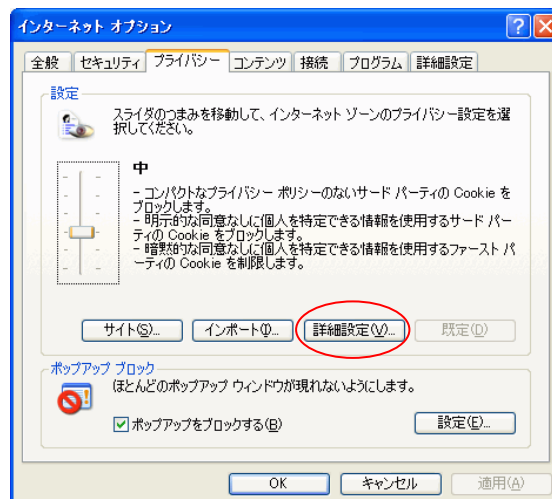 インターネット オプション
全般 セキュリティ プライバシー コンテンツ 接続 プログラム 詳細設定
設定
スライダのつまみを移動して、インターネット ゾーンのプライバシー設定を選
択してください。
中
- コンパクトなプライバシー ポリシーのないサード パーティの Cookie を
ブロックします。
- 明示的な同意なしに個人を特定できる情報を使用するサード パー
ティの Cookie をブロックします。
- 暗黙的な同意なしに個人を特定できる情報を使用するファースト パ
ーティの Cookie を制限します。
サイト(S)... インポート(I)... 詳細設定(V)... 既定(D)
ポップアップ ブロック
ほとんどのポップアップ ウィンドウが現れないようにします。
ポップアップをブロックする(B) 設定(E)...
OK キャンセル 適用(A)